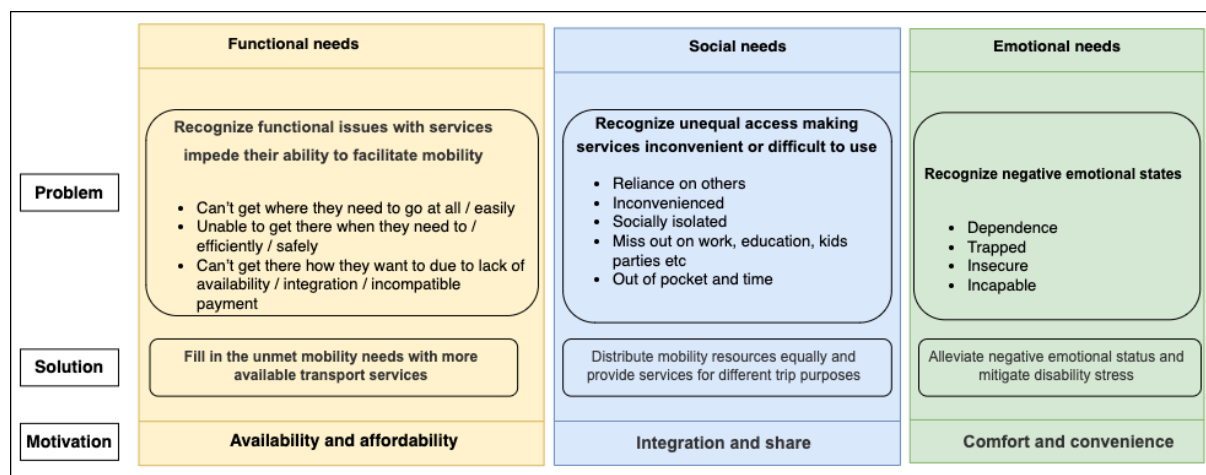 Functional needs
Social needs
Emotional needs
Problem
Recognize functional issues with services
impede their ability to facilitate mobility
• Can't get where they need to go at all / easily
• Unable to get there when they need to /
efficiently / safely
• Can't get there how they want to due to lack of
availability / integration / incompatible
payment
Recognize unequal access making
services inconvenient or difficult to use
• Reliance on others
• Inconvenienced
• Socially isolated
• Miss out on work, education, kids
parties etc
• Out of pocket and time
Recognize negative emotional states
• Dependence
• Trapped
• Insecure
• Incapable
Solution
Fill in the unmet mobility needs with more
available transport services
Distribute mobility resources equally and
provide services for different trip purposes
Alleviate negative emotional status and
mitigate disability stress
Motivation
Availability and affordability
Integration and share
Comfort and convenience